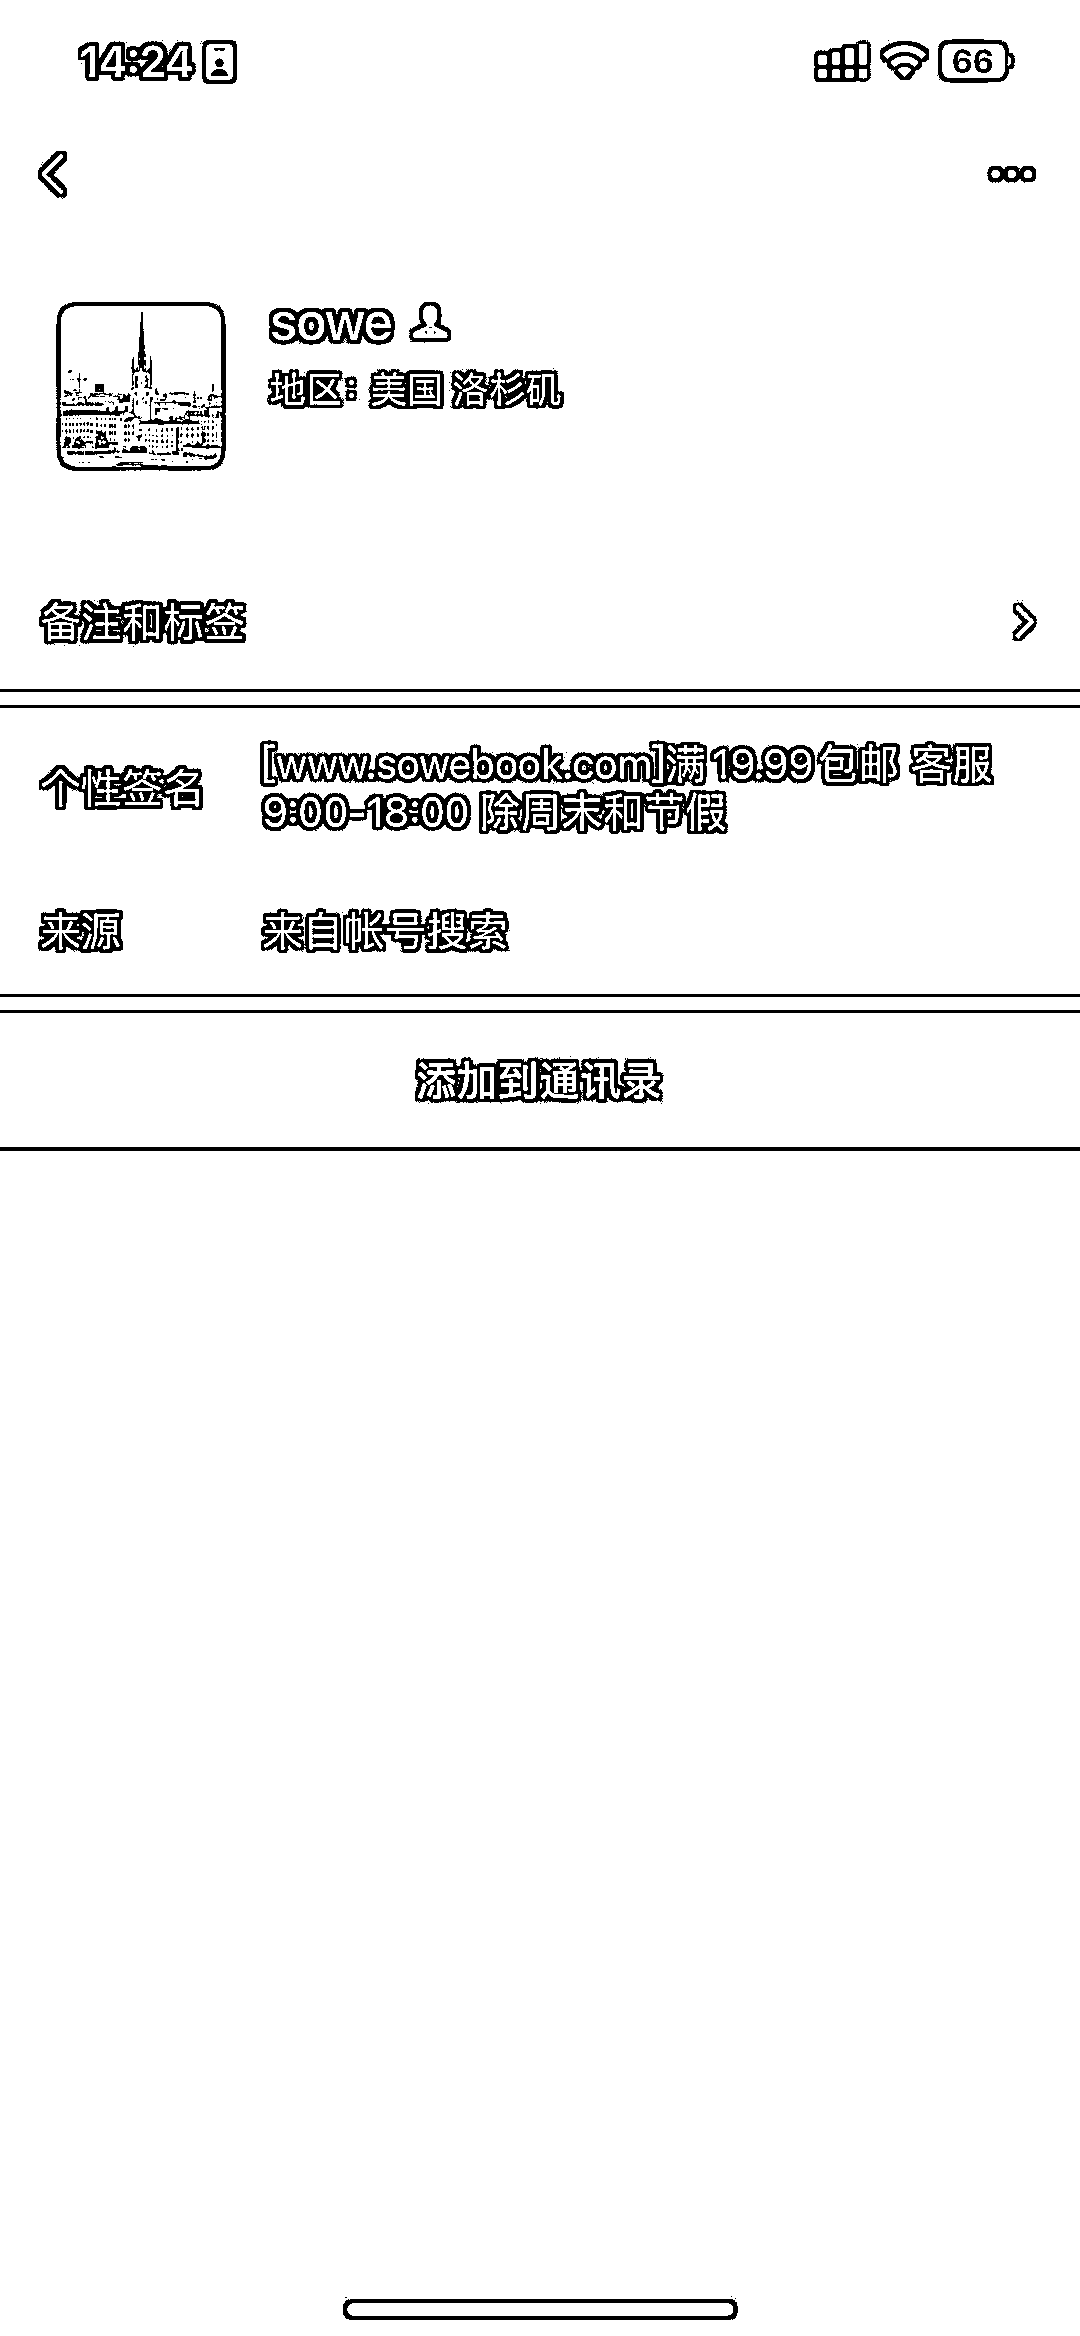 14:24
66
sowe
地区：美国 洛杉矶
备注和标签
个性签名
[www.sowebook.com]满19.99包邮 客服
9:00-18:00 除周末和节假
来源
来自帐号搜索
添加到通讯录